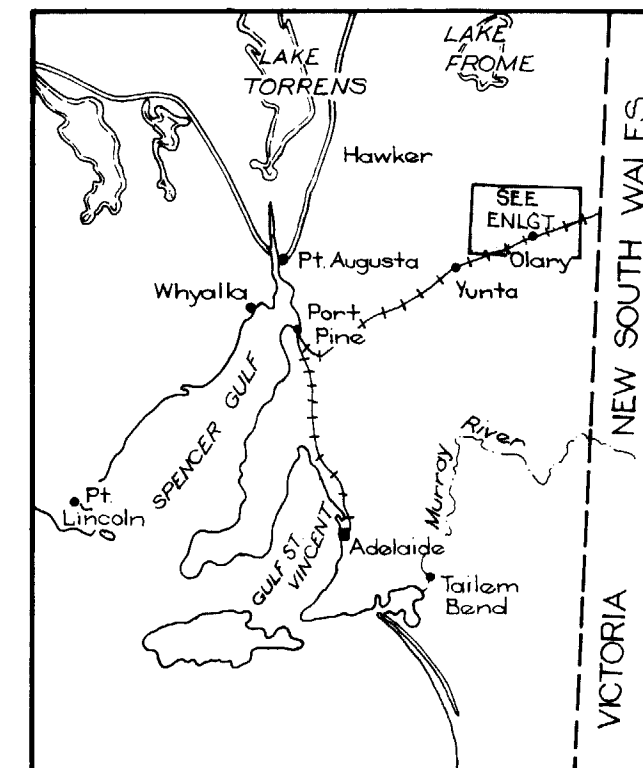 LAKE
TORRENS
LAKE
FROME
Hawker
SEE
ENLGT
Olary
Pt. Augusta
Yunta
Whyalla
Port
Pine
NEW SOUTH WALES
SPENCER GULF
River
Murray
Pt.
Lincoln
GULF ST.
VINCENT
Adelaide
Tailem
Bend
VICTORIA